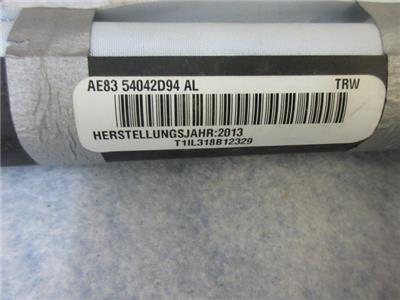 AE83 54042D94 AL TRW
HERSTELLUNGSJAHR:2013
T1IL318B12329